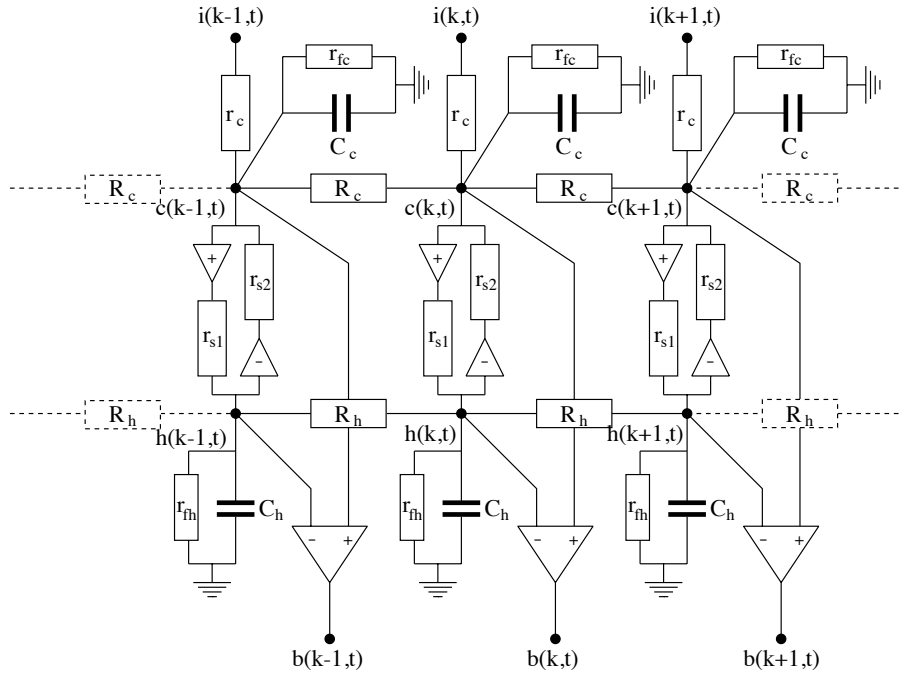 i(k-1,t) i(k,t) i(k+1,t)
r_fc r_fc r_fc
r_c r_c r_c
C_c C_c C_c
R_c R_c R_c R_c
c(k-1,t) c(k,t) c(k+1,t)
+ + +
r_s2 r_s2 r_s2
r_s1 r_s1 r_s1
- - -
R_h R_h R_h R_h
h(k-1,t) h(k,t) h(k+1,t)
r_fh C_h r_fh C_h r_fh C_h
- + - + - +
b(k-1,t) b(k,t) b(k+1,t)